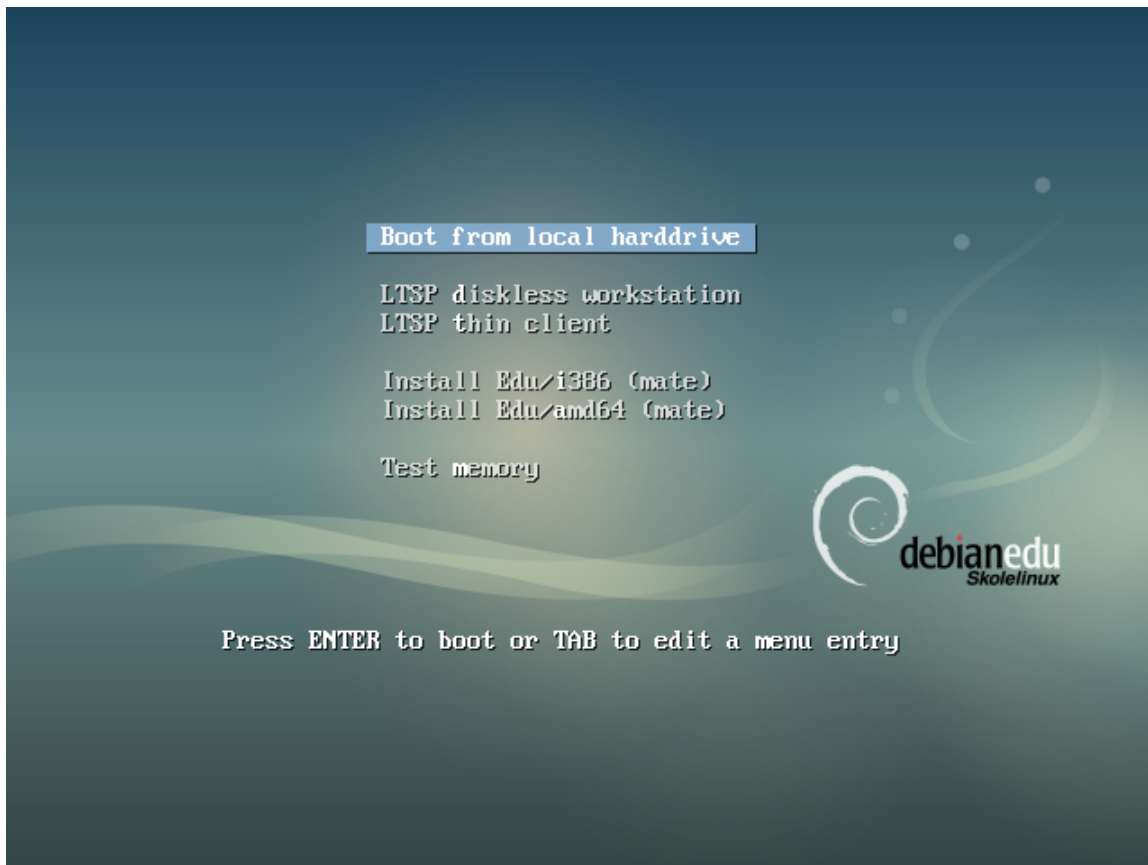 Boot from local harddrive
LTSP diskless workstation
LTSP thin client
Install Edu/i386 (mate)
Install Edu/amd64 (mate)
Test memory
debianedu
Skolelinux
Press ENTER to boot or TAB to edit a menu entry